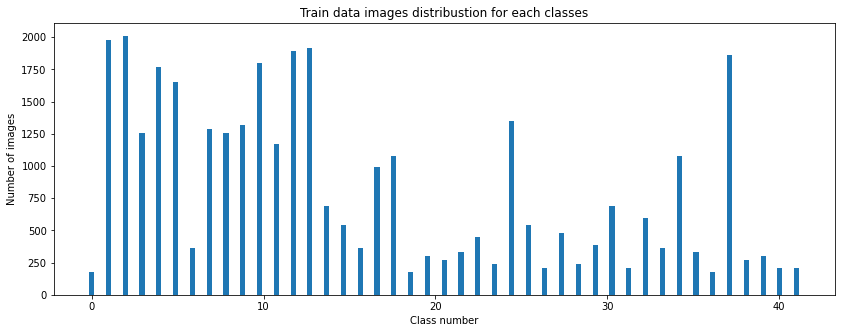 Train data images distribustion for each classes
2000
1750
1500
1250
1000
750
500
250
0
Number of images
0 10 20 30 40
Class number